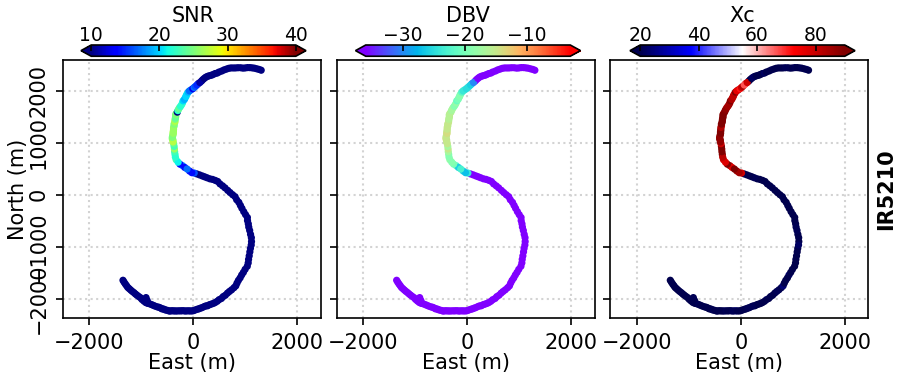 SNR
DBV
Xc
10 20 30 40
−30 −20 −10
20 40 60 80
North (m)
2000
1000
0
−1000
−2000
−2000 0 2000
−2000 0 2000
−2000 0 2000
East (m)
East (m)
East (m)
IR5210